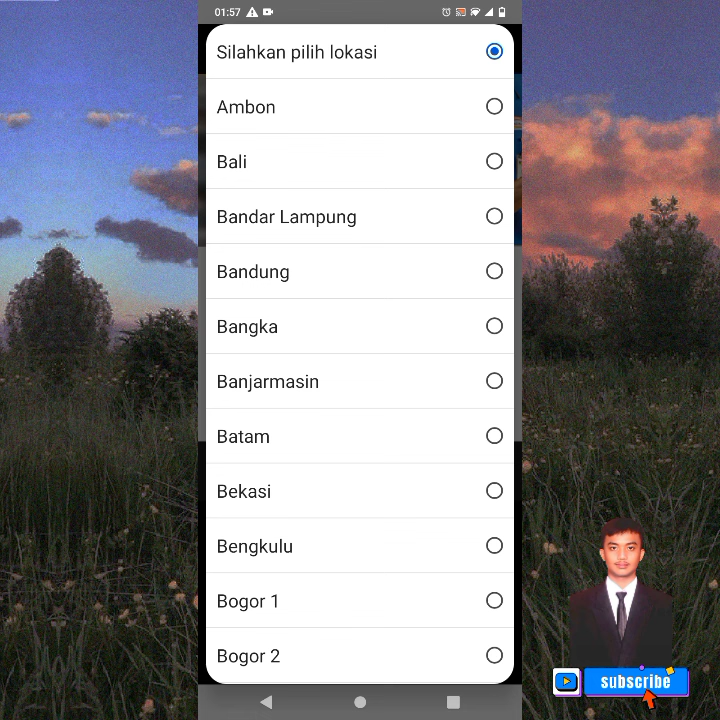 01:57
Silahkan pilih lokasi
Ambon
Bali
Bandar Lampung
Bandung
Bangka
Banjarmasin
Batam
Bekasi
Bengkulu
Bogor 1
Bogor 2
subscribe